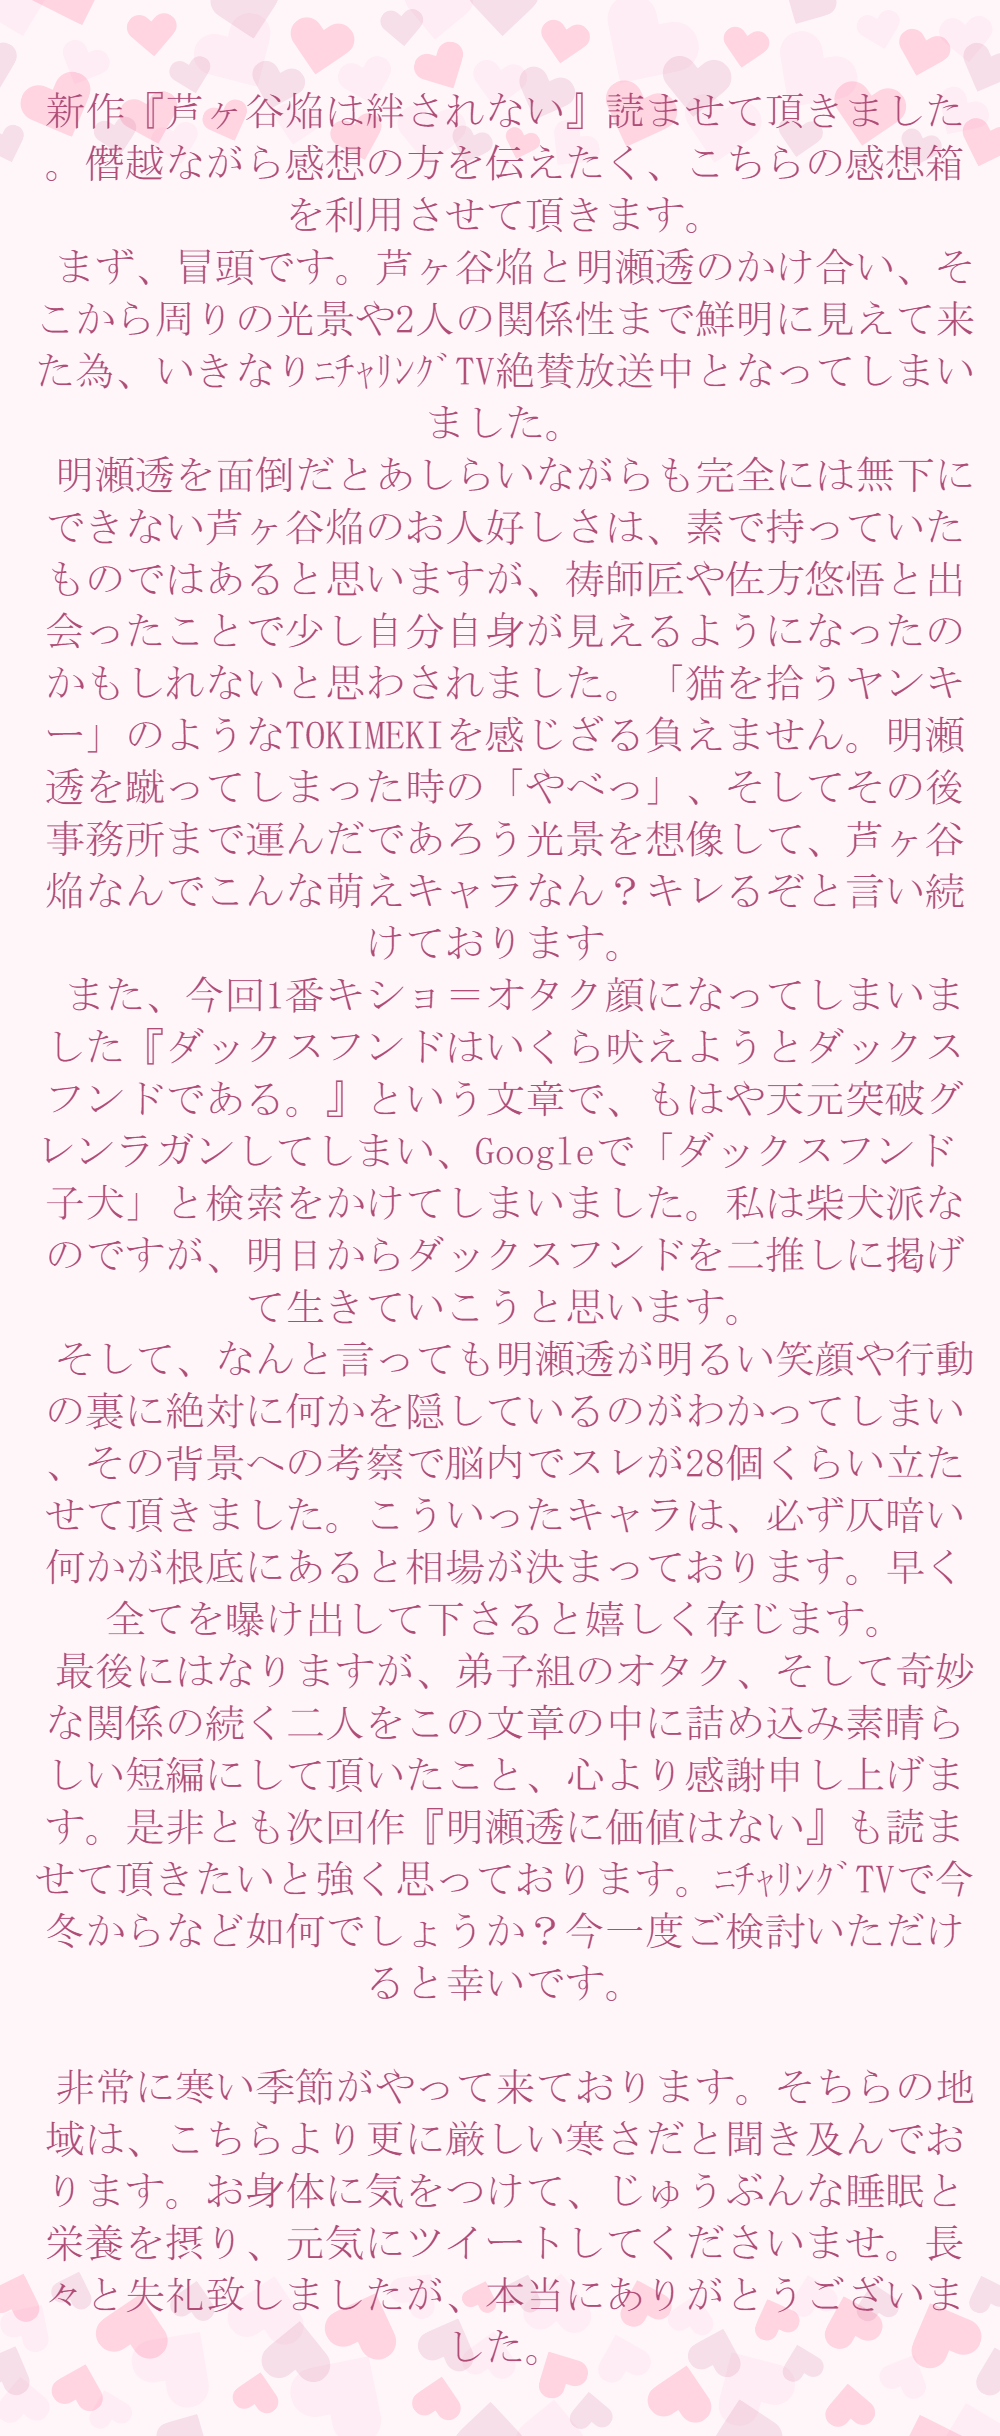 新作『芦ヶ谷焔は絆されない』読ませて頂きました
。僭越ながら感想の方を伝えたく、こちらの感想箱
を利用させて頂きます。
まず、冒頭です。芦ヶ谷焔と明瀬透のかけ合い、そ
こから周りの光景や2人の関係性まで鮮明に見えて来
た為、いきなりﾆﾁｬﾘﾝｸﾞTV絶賛放送中となってしまい
ました。
明瀬透を面倒だとあしらいながらも完全には無下に
できない芦ヶ谷焔のお人好しさは、素で持っていた
ものではあると思いますが、祷師匠や佐方悠悟と出
会ったことで少し自分自身が見えるようになったの
かもしれないと思わされました。「猫を拾うヤンキ
ー」のようなTOKIMEKIを感じざる負えません。明瀬
透を蹴ってしまった時の「やべっ」、そしてその後
事務所まで運んだであろう光景を想像して、芦ヶ谷
焔なんでこんな萌えキャラなん？キレるぞと言い続
けております。
また、今回1番キショ＝オタク顔になってしまいま
した『ダックスフンドはいくら吠えようとダックス
フンドである。』という文章で、もはや天元突破グ
レンラガンしてしまい、Googleで「ダックスフンド
子犬」と検索をかけてしまいました。私は柴犬派な
のですが、明日からダックスフンドを二推しに掲げ
て生きていこうと思います。
そして、なんと言っても明瀬透が明るい笑顔や行動
の裏に絶対に何かを隠しているのがわかってしまい
、その背景への考察で脳内でスレが28個くらい立た
せて頂きました。こういったキャラは、必ず仄暗い
何かが根底にあると相場が決まっております。早く
全てを曝け出して下さると嬉しく存じます。
最後にはなりますが、弟子組のオタク、そして奇妙
な関係の続く二人をこの文章の中に詰め込み素晴ら
しい短編にして頂いたこと、心より感謝申し上げま
す。是非とも次回作『明瀬透に価値はない』も読ま
せて頂きたいと強く思っております。ﾆﾁｬﾘﾝｸﾞTVで今
冬からなど如何でしょうか？今一度ご検討いただけ
ると幸いです。
非常に寒い季節がやって来ております。そちらの地
域は、こちらより更に厳しい寒さだと聞き及んでお
ります。お身体に気をつけて、じゅうぶんな睡眠と
栄養を摂り、元気にツイートしてくださいませ。長
々と失礼致しましたが、本当にありがとうございま
した。